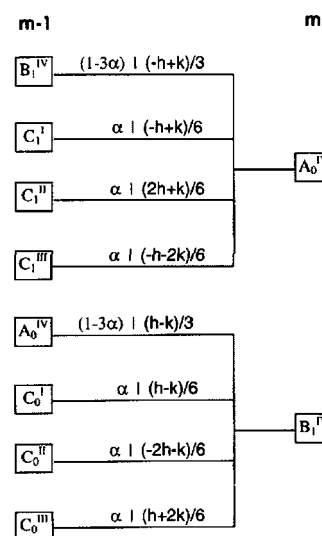 m-1 m
B₁ᴵⱽ (1-3α) | (-h+k)/3
C₁ᴵ α | (-h+k)/6
A₀ᴵ
C₁ᴵᴵ α | (2h+k)/6
C₁ᴵᴵᴵ α | (-h-2k)/6
A₀ᴵⱽ (1-3α) | (h-k)/3
C₀ᴵ α | (h-k)/6
B₁ᴵ
C₀ᴵᴵ α | (-2h-k)/6
C₀ᴵᴵᴵ α | (h+2k)/6